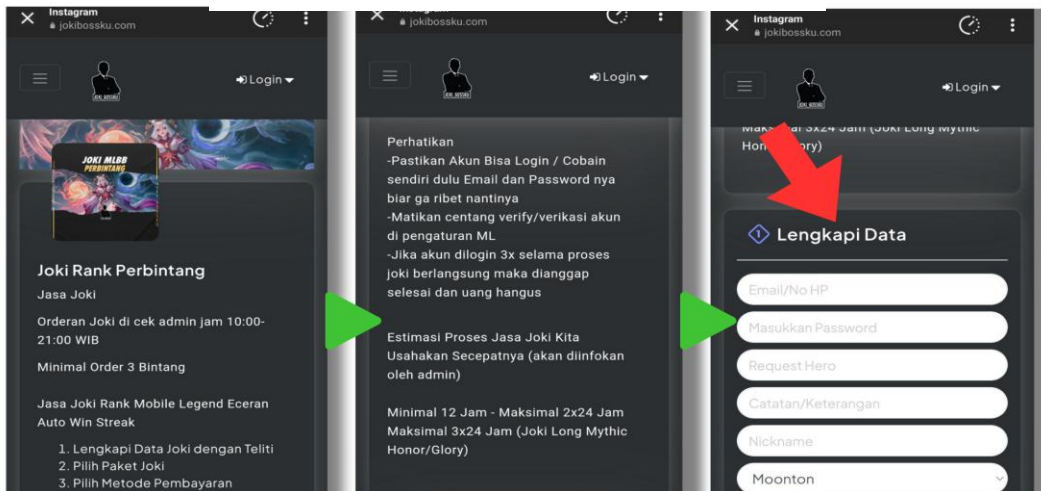 Instagram
jokibossku.com
Login
JOKI MLBB
PERBINTANG
Joki Rank Perbintang
Jasa Joki
Orderan Joki di cek admin jam 10:00-
21:00 WIB
Minimal Order 3 Bintang
Jasa Joki Rank Mobile Legend Eceran
Auto Win Streak
1. Lengkapi Data Joki dengan Teliti
2. Pilih Paket Joki
3. Pilih Metode Pembayaran
Instagram
jokibossku.com
Login
Perhatikan
-Pastikan Akun Bisa Login / Cobain
sendiri dulu Email dan Password nya
biar ga ribet nantinya
-Matikan centang verify/verikasi akun
di pengaturan ML
-Jika akun dilogin 3x selama proses
joki berlangsung maka dianggap
selesai dan uang hangus
Estimasi Proses Jasa Joki Kita
Usahakan Secepatnya (akan diinfokan
oleh admin)
Minimal 12 Jam - Maksimal 2x24 Jam
Maksimal 3x24 Jam (Joki Long Mythic
Honor/Glory)
Instagram
jokibossku.com
Login
3x24 Jam (Joki Long Mythic
1 Lengkapi Data
Email/No HP
Masukkan Password
Request Hero
Catatan/Keterangan
Nickname
Moonton